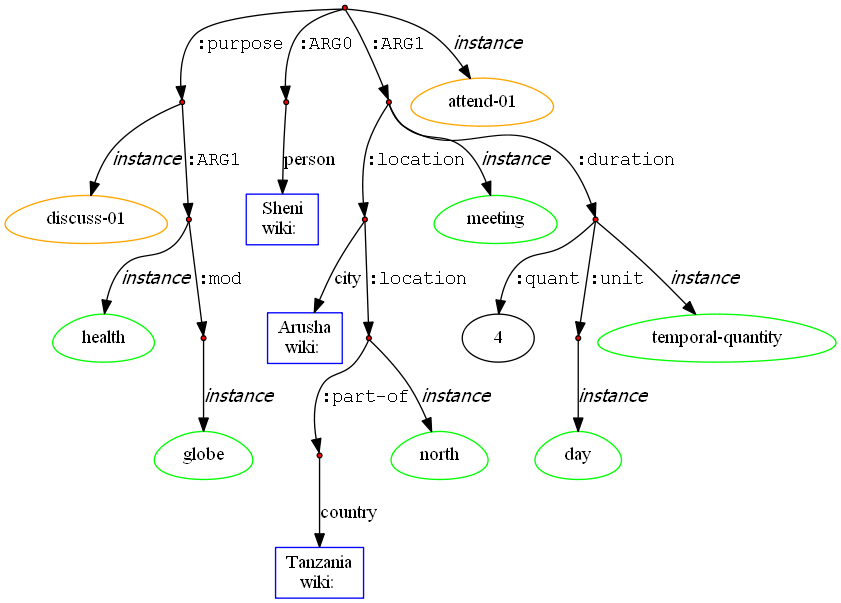 :purpose :ARG0 :ARG1 instance
attend-01
instance :ARG1 person :location instance :duration
discuss-01 Sheni
wiki: meeting
instance :mod city :location :quant :unit instance
health Arusha
wiki: 4 temporal-quantity
instance :part-of instance instance
globe north day
country
Tanzania
wiki: